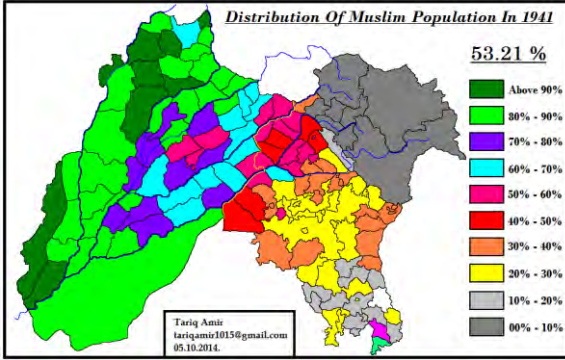 Distribution Of Muslim Population In 1941
53.21 %
Above 90%
80% - 90%
70% - 80%
60% - 70%
50% - 60%
40% - 50%
30% - 40%
20% - 30%
10% - 20%
00% - 10%
Tariq Amir
tariqamir1015@gmail.com
05.10.2014.